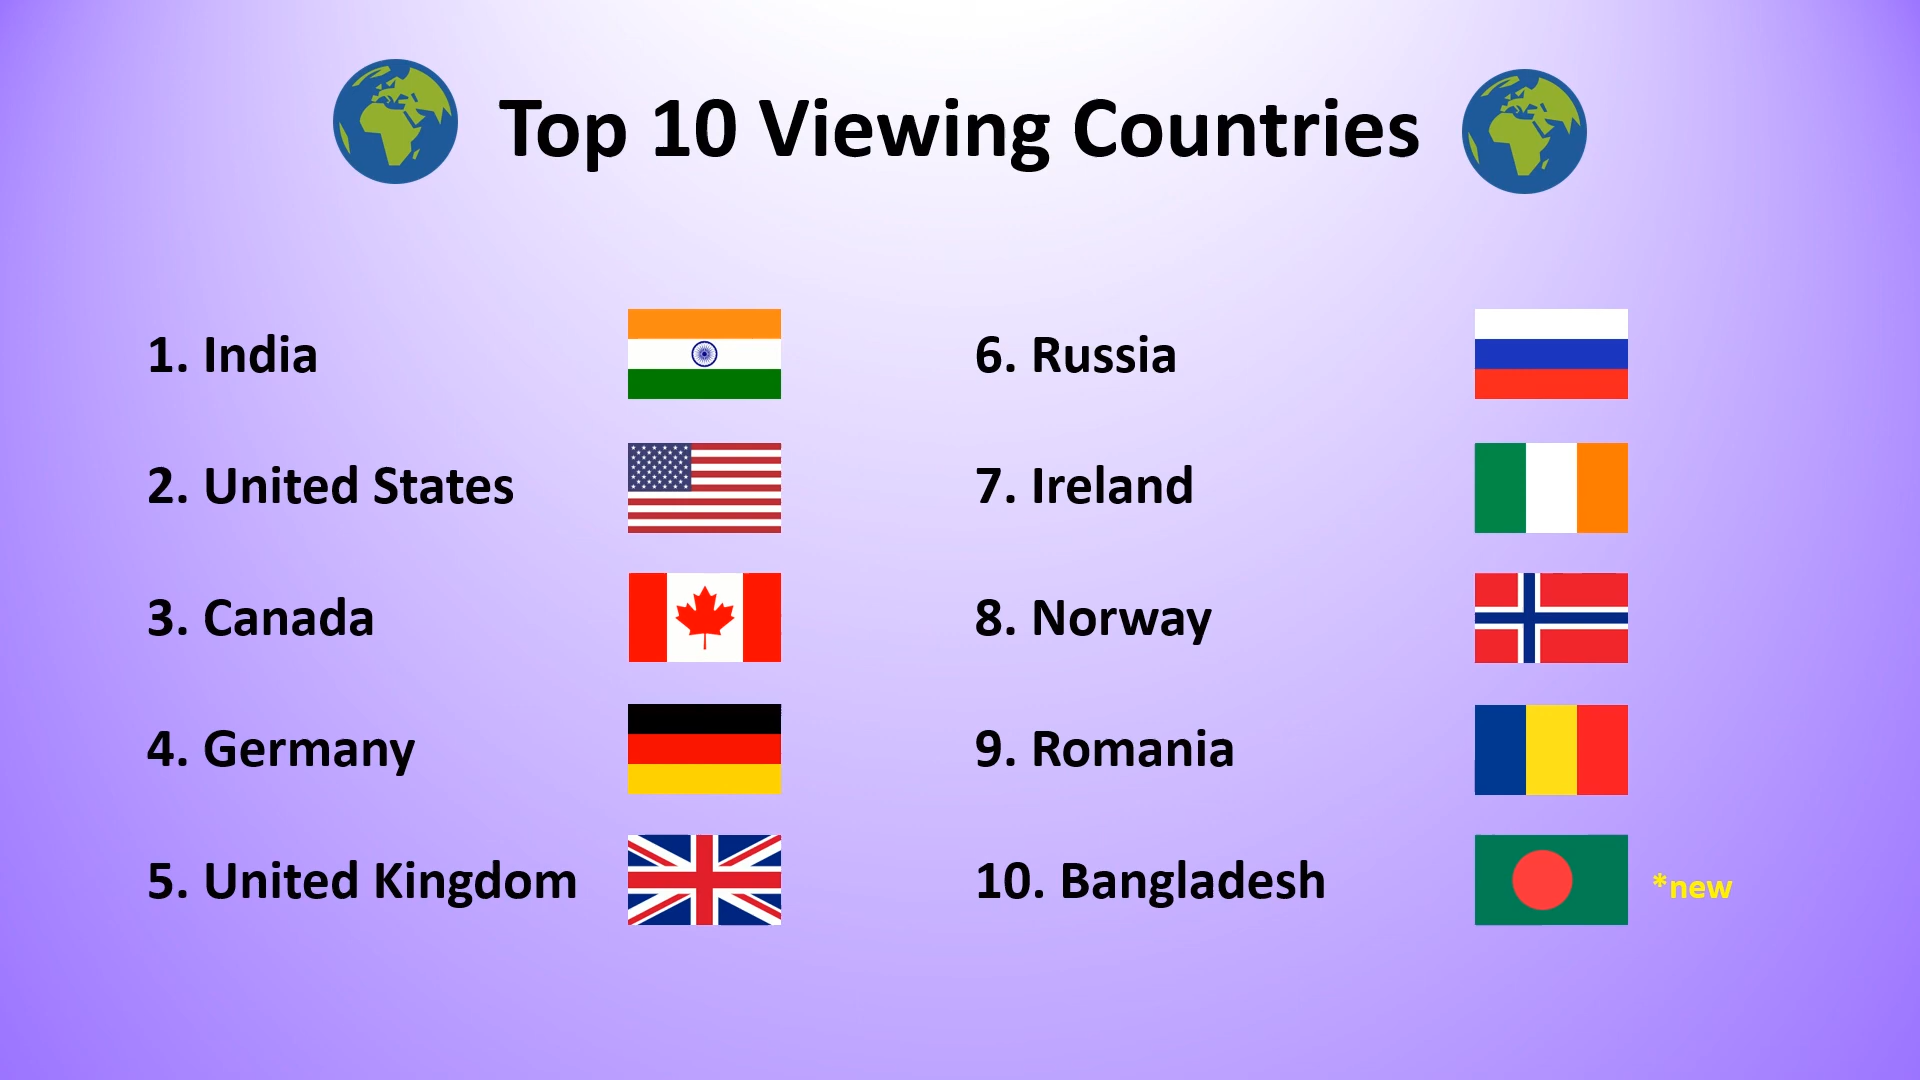 Top 10 Viewing Countries
1. India
2. United States
3. Canada
4. Germany
5. United Kingdom
6. Russia
7. Ireland
8. Norway
9. Romania
10. Bangladesh
*new